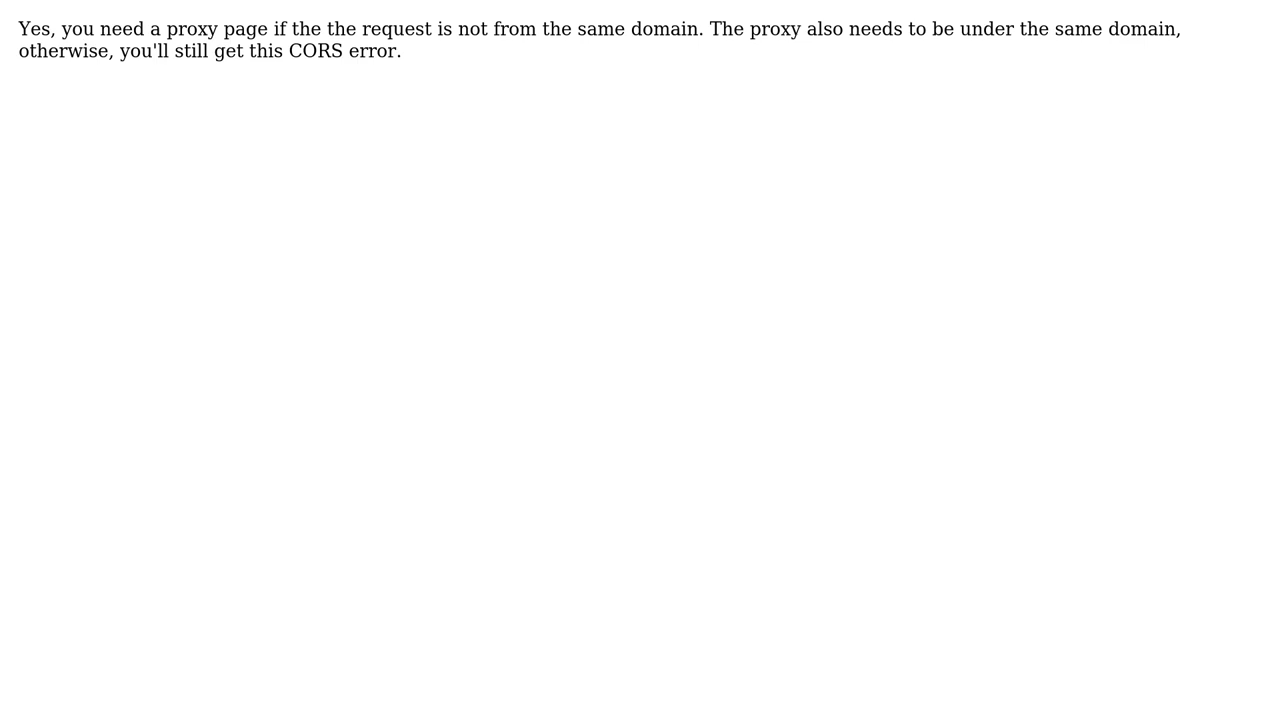 Yes, you need a proxy page if the the request is not from the same domain. The proxy also needs to be under the same domain,
otherwise, you'll still get this CORS error.